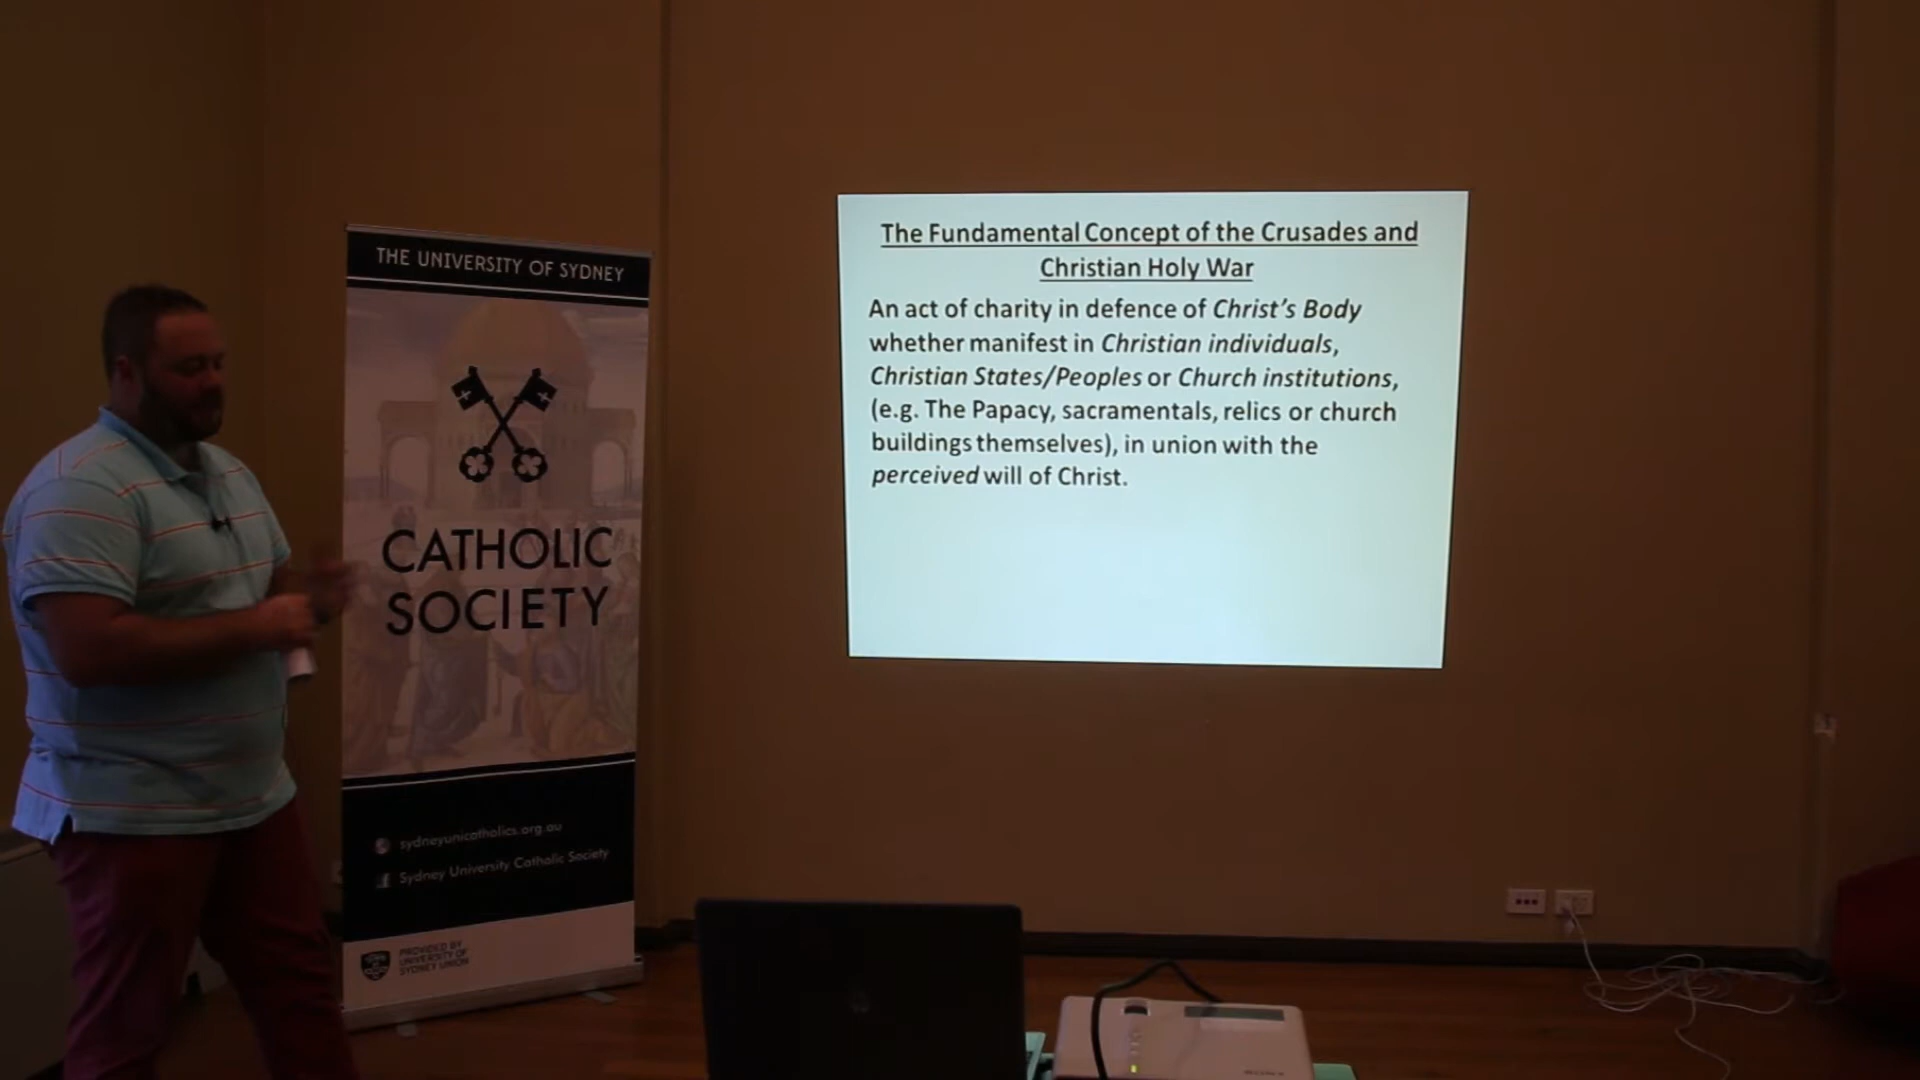 THE UNIVERSITY OF SYDNEY
CATHOLIC
SOCIETY
sydneyunicatholics.org.au
Sydney University Catholic Society
PROVIDED BY
UNIVERSITY OF
SYDNEY UNION
The Fundamental Concept of the Crusades and
Christian Holy War
An act of charity in defence of Christ's Body
whether manifest in Christian individuals,
Christian States/Peoples or Church institutions,
(e.g. The Papacy, sacramentals, relics or church
buildings themselves), in union with the
perceived will of Christ.